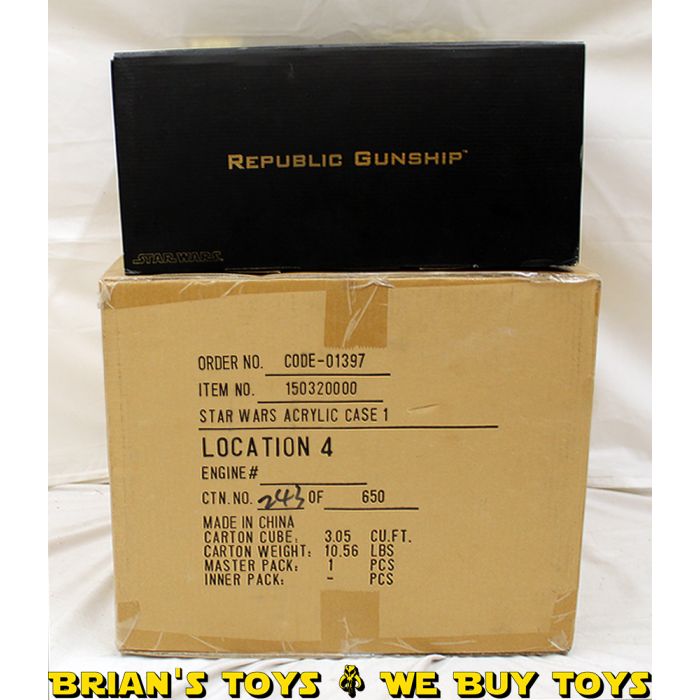 REPUBLIC GUNSHIP™
STAR WARS
ORDER NO. CODE-01397
ITEM NO. 150320000
STAR WARS ACRYLIC CASE 1
LOCATION 4
ENGINE#
CTN. NO. 243 OF 650
MADE IN CHINA
CARTON CUBE: 3.05 CU.FT.
CARTON WEIGHT: 10.56 LBS
MASTER PACK: 1 PCS
INNER PACK: - PCS
BRIAN'S TOYS WE BUY TOYS